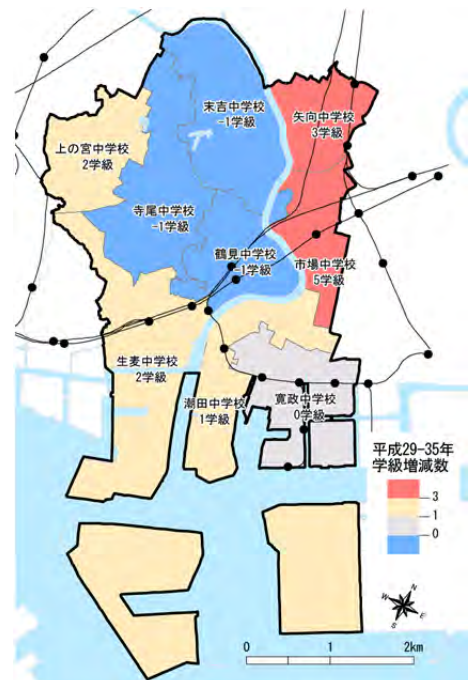 末吉中学校
-1学級
矢向中学校
3学級
上の宮中学校
2学級
寺尾中学校
-1学級
鶴見中学校
-1学級
市場中学校
5学級
生麦中学校
2学級
潮田中学校
1学級
寛政中学校
0学級
平成29-35年
学級増減数
3
1
0
N
W
E
S
0 1 2km